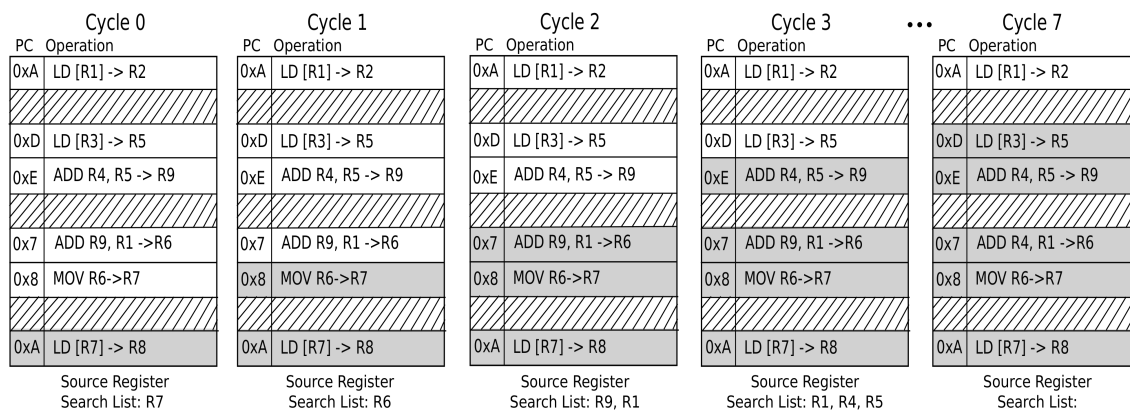 Cycle 0
PC Operation
0xA LD [R1] -> R2
0xD LD [R3] -> R5
0xE ADD R4, R5 -> R9
0x7 ADD R9, R1 ->R6
0x8 MOV R6->R7
0xA LD [R7] -> R8
Source Register
Search List: R7
Cycle 1
PC Operation
0xA LD [R1] -> R2
0xD LD [R3] -> R5
0xE ADD R4, R5 -> R9
0x7 ADD R9, R1 ->R6
0x8 MOV R6->R7
0xA LD [R7] -> R8
Source Register
Search List: R6
Cycle 2
PC Operation
0xA LD [R1] -> R2
0xD LD [R3] -> R5
0xE ADD R4, R5 -> R9
0x7 ADD R9, R1 ->R6
0x8 MOV R6->R7
0xA LD [R7] -> R8
Source Register
Search List: R9, R1
Cycle 3
PC Operation
0xA LD [R1] -> R2
0xD LD [R3] -> R5
0xE ADD R4, R5 -> R9
0x7 ADD R9, R1 ->R6
0x8 MOV R6->R7
0xA LD [R7] -> R8
Source Register
Search List: R1, R4, R5
...
Cycle 7
PC Operation
0xA LD [R1] -> R2
0xD LD [R3] -> R5
0xE ADD R4, R5 -> R9
0x7 ADD R4, R1 ->R6
0x8 MOV R6->R7
0xA LD [R7] -> R8
Source Register
Search List: